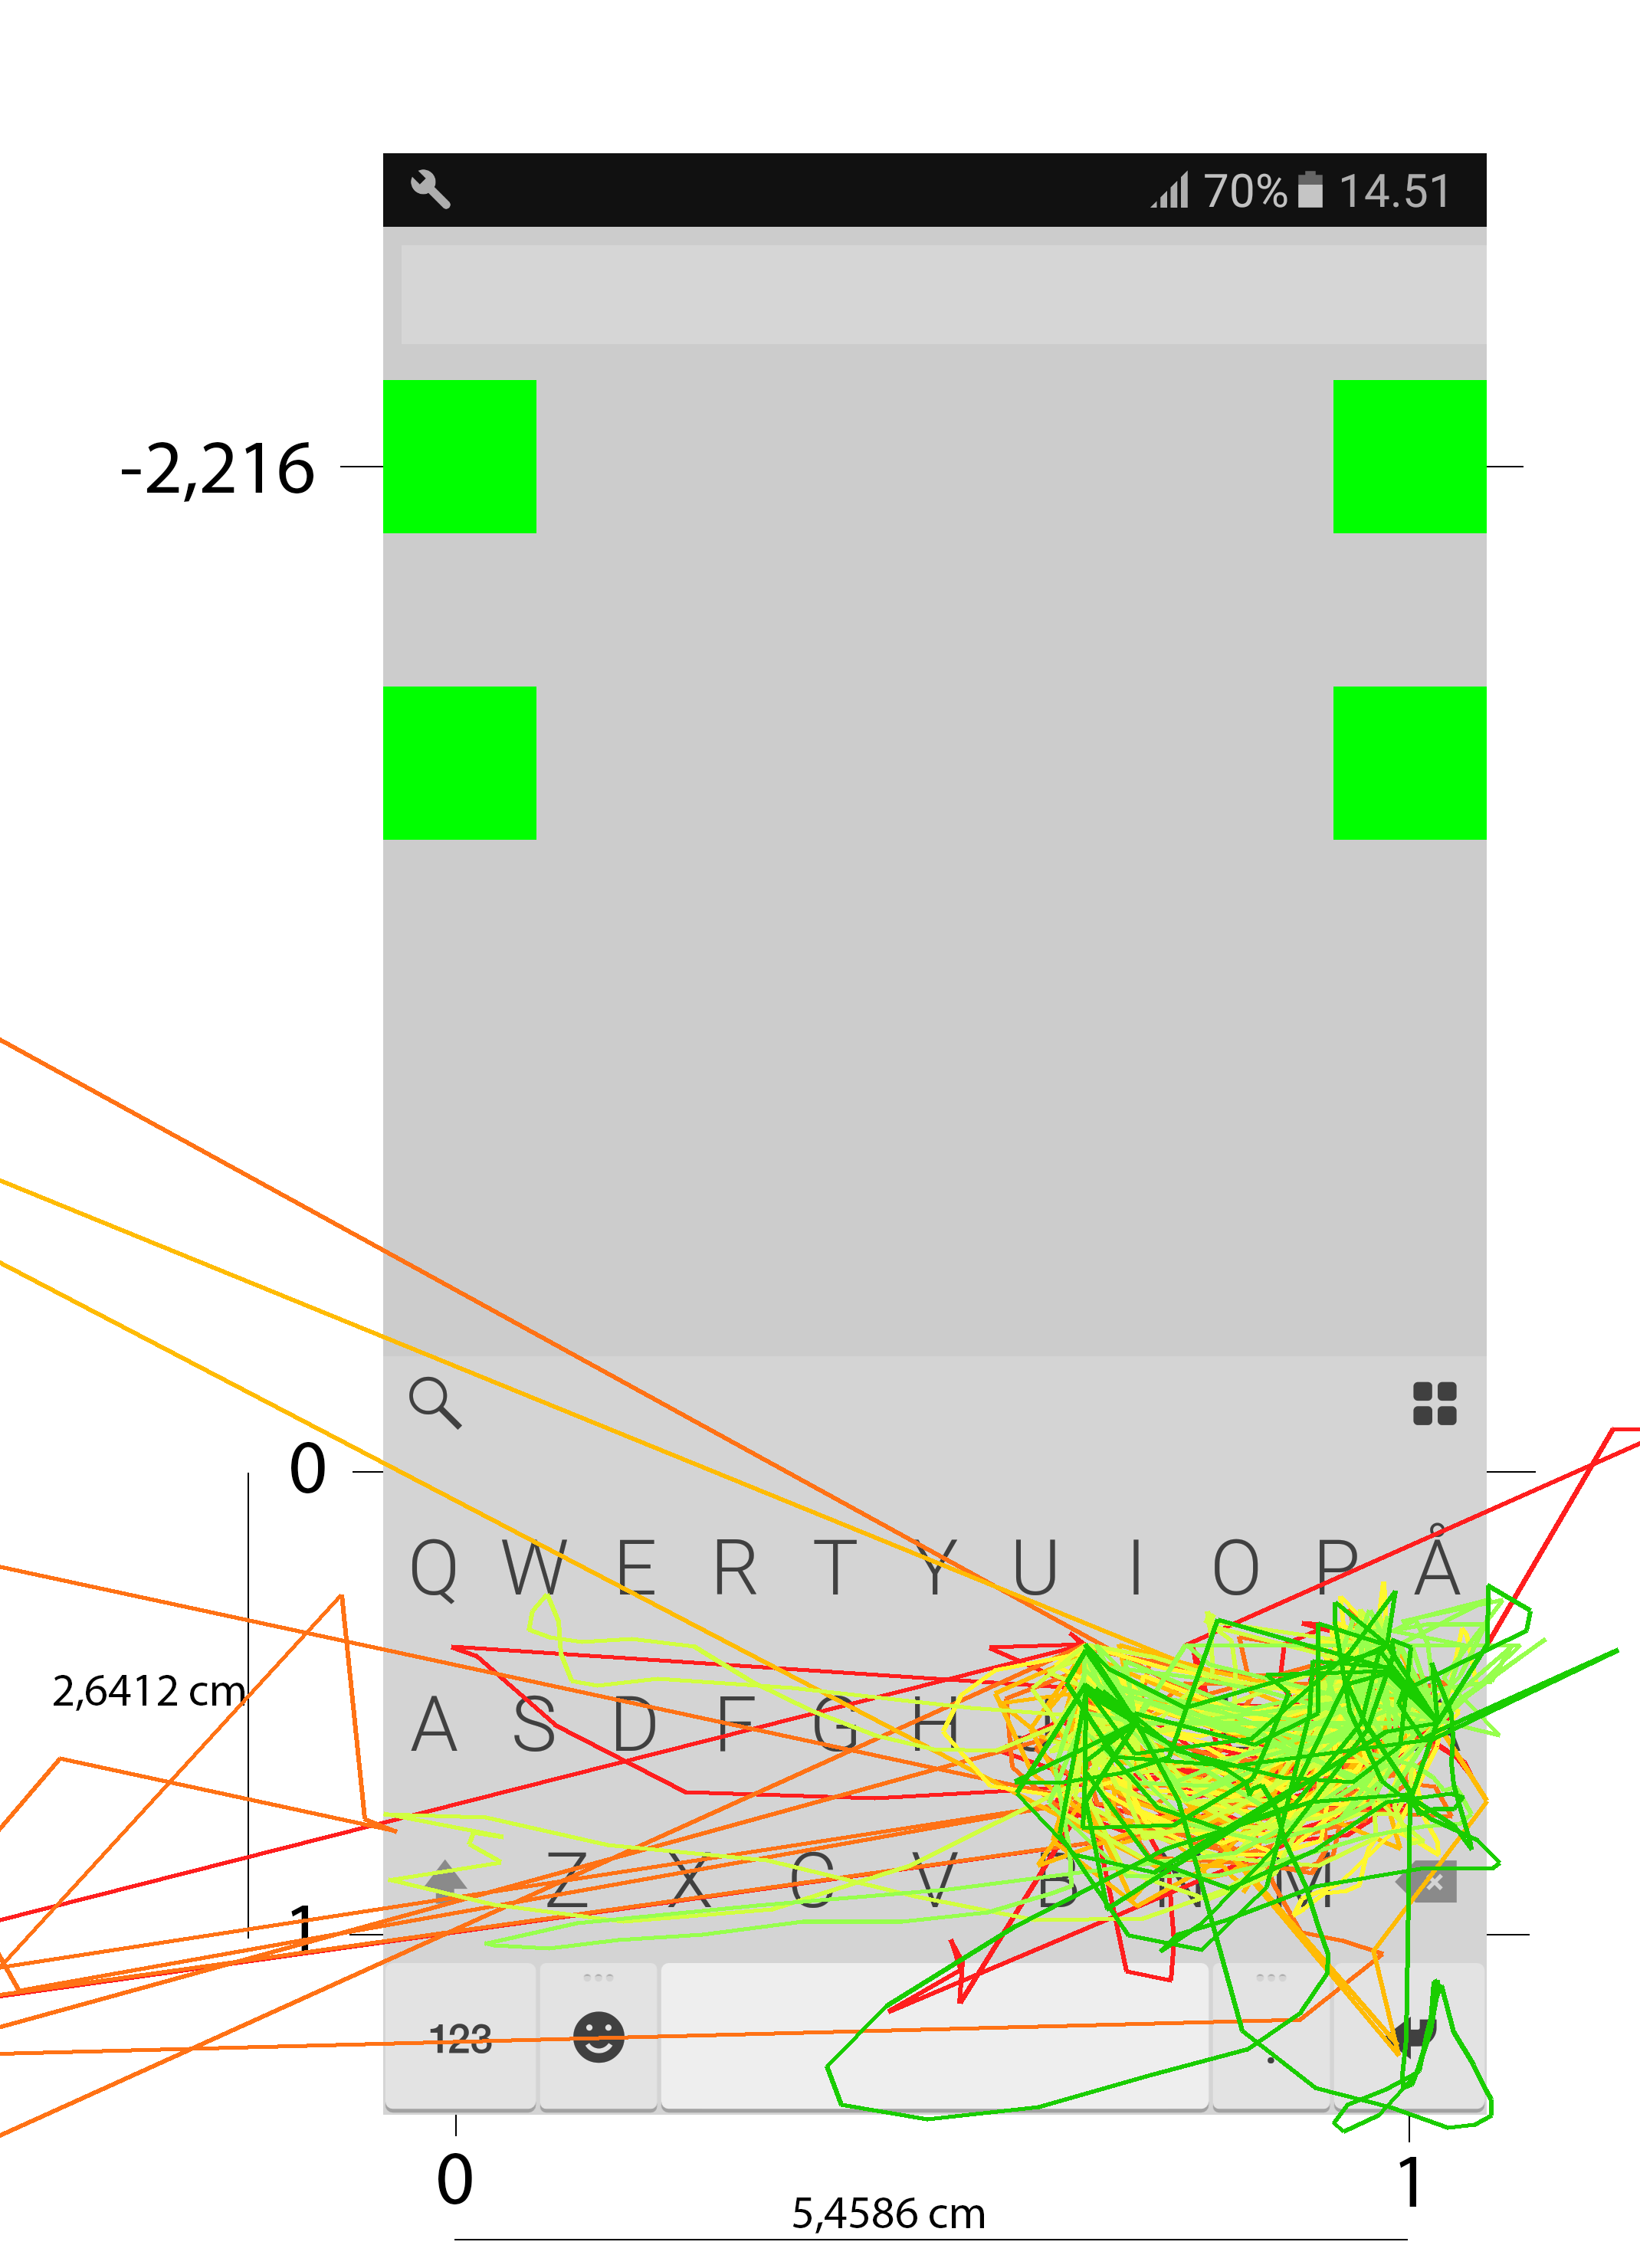 70% 14.51
-2,216
0
Q W E R T Y U I O P Å
2,6412 cm
A S D F G H
Z X C V B N M
1
123
.
0 1
5,4586 cm